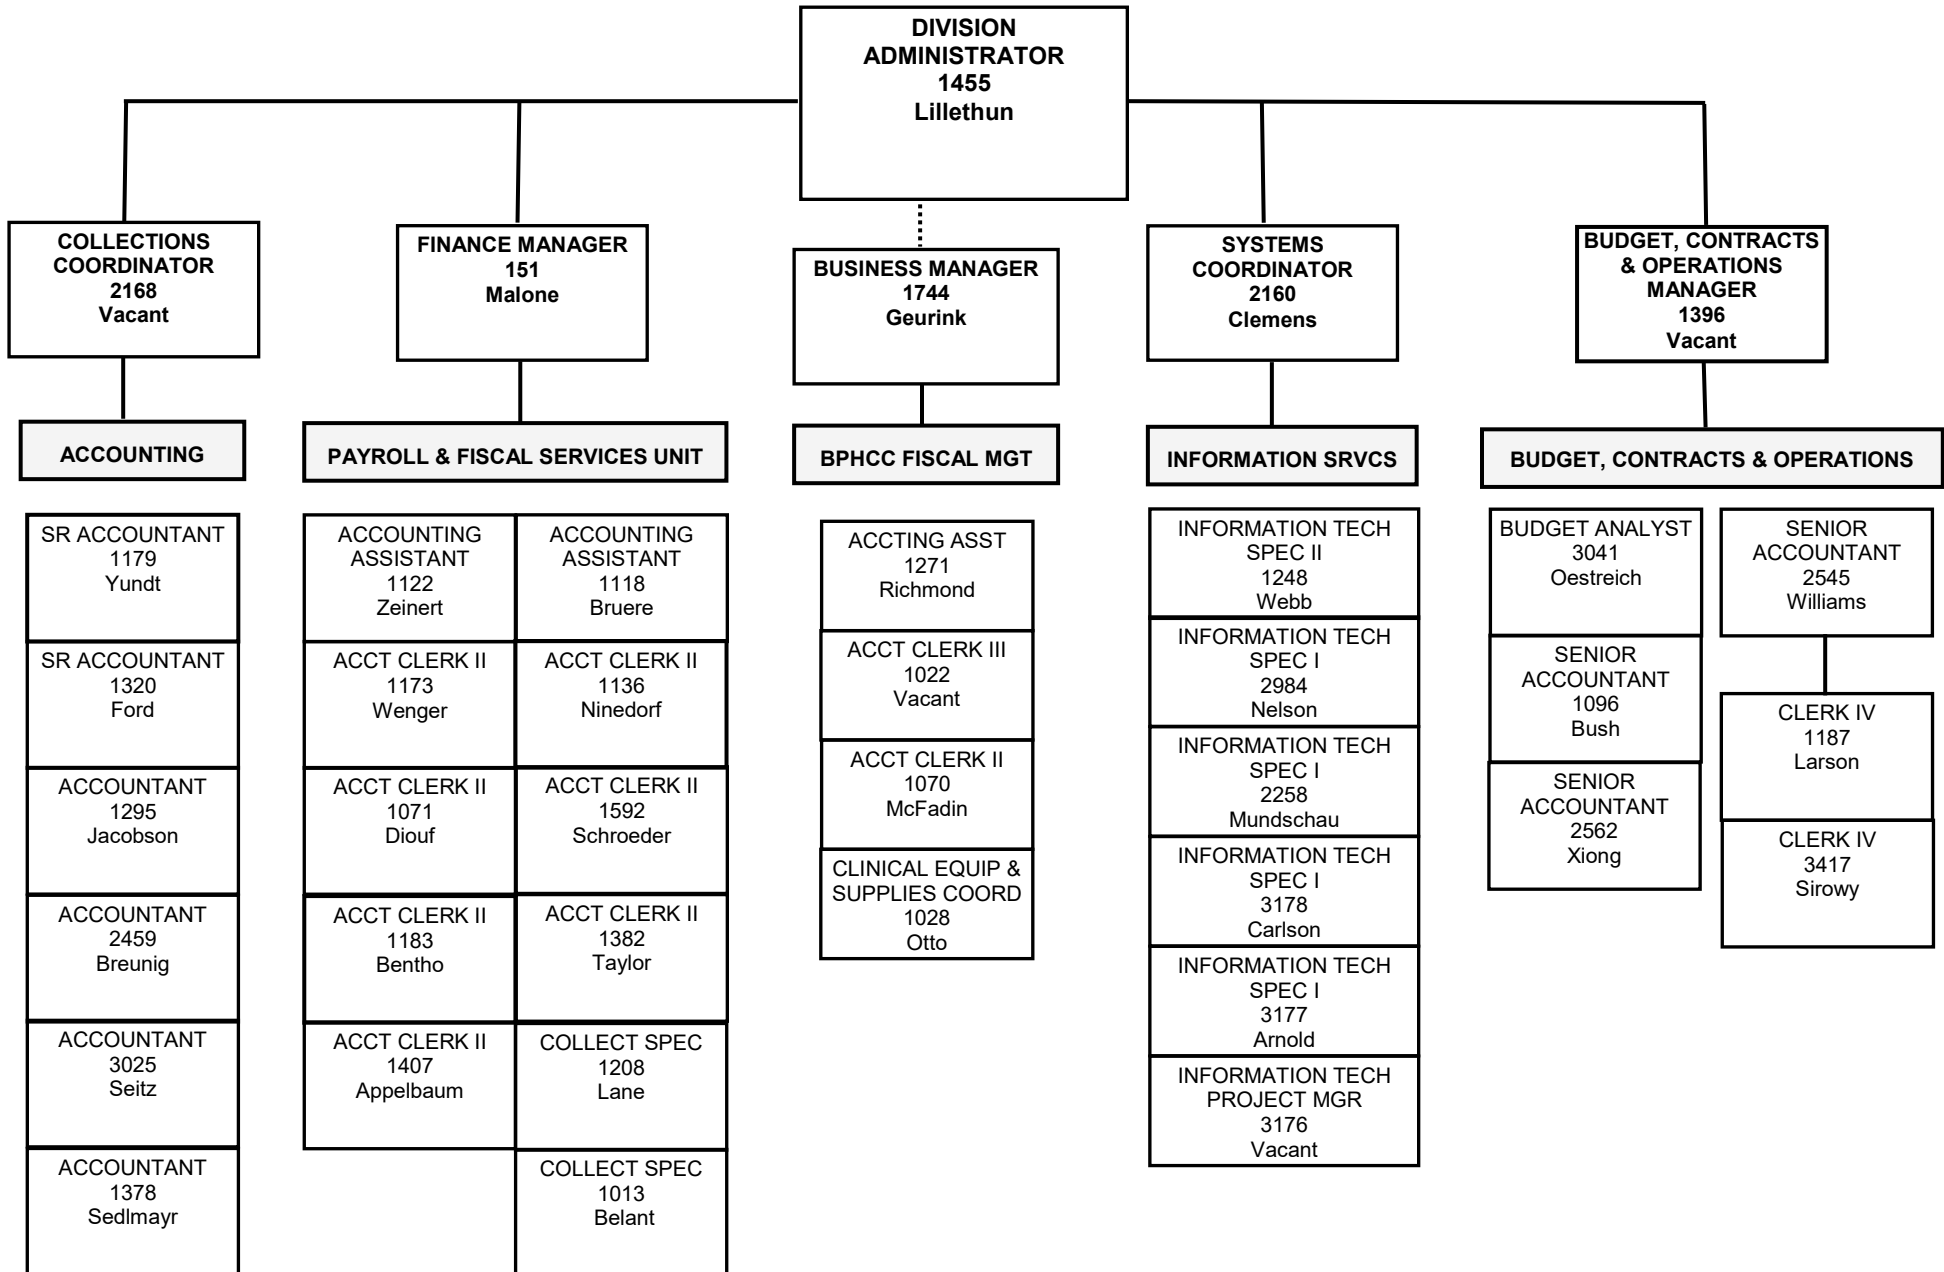 DIVISION
ADMINISTRATOR
1455
Lillethun
COLLECTIONS
COORDINATOR
2168
Vacant
FINANCE MANAGER
151
Malone
BUSINESS MANAGER
1744
Geurink
SYSTEMS
COORDINATOR
2160
Clemens
BUDGET, CONTRACTS
& OPERATIONS
MANAGER
1396
Vacant
ACCOUNTING
PAYROLL & FISCAL SERVICES UNIT
BPHCC FISCAL MGT
INFORMATION SRVCS
BUDGET, CONTRACTS & OPERATIONS
SR ACCOUNTANT
1179
Yundt
SR ACCOUNTANT
1320
Ford
ACCOUNTANT
1295
Jacobson
ACCOUNTANT
2459
Breunig
ACCOUNTANT
3025
Seitz
ACCOUNTANT
1378
Sedlmayr
ACCOUNTING
ASSISTANT
1122
Zeinert
ACCT CLERK II
1173
Wenger
ACCT CLERK II
1071
Diouf
ACCT CLERK II
1183
Bentho
ACCT CLERK II
1407
Appelbaum
ACCOUNTING
ASSISTANT
1118
Bruere
ACCT CLERK II
1136
Ninedorf
ACCT CLERK II
1592
Schroeder
ACCT CLERK II
1382
Taylor
COLLECT SPEC
1208
Lane
COLLECT SPEC
1013
Belant
ACCTING ASST
1271
Richmond
ACCT CLERK III
1022
Vacant
ACCT CLERK II
1070
McFadin
CLINICAL EQUIP &
SUPPLIES COORD
1028
Otto
INFORMATION TECH
SPEC II
1248
Webb
INFORMATION TECH
SPEC I
2984
Nelson
INFORMATION TECH
SPEC I
2258
Mundschau
INFORMATION TECH
SPEC I
3178
Carlson
INFORMATION TECH
SPEC I
3177
Arnold
INFORMATION TECH
PROJECT MGR
3176
Vacant
BUDGET ANALYST
3041
Oestreich
SENIOR
ACCOUNTANT
1096
Bush
SENIOR
ACCOUNTANT
2562
Xiong
SENIOR
ACCOUNTANT
2545
Williams
CLERK IV
1187
Larson
CLERK IV
3417
Sirowy